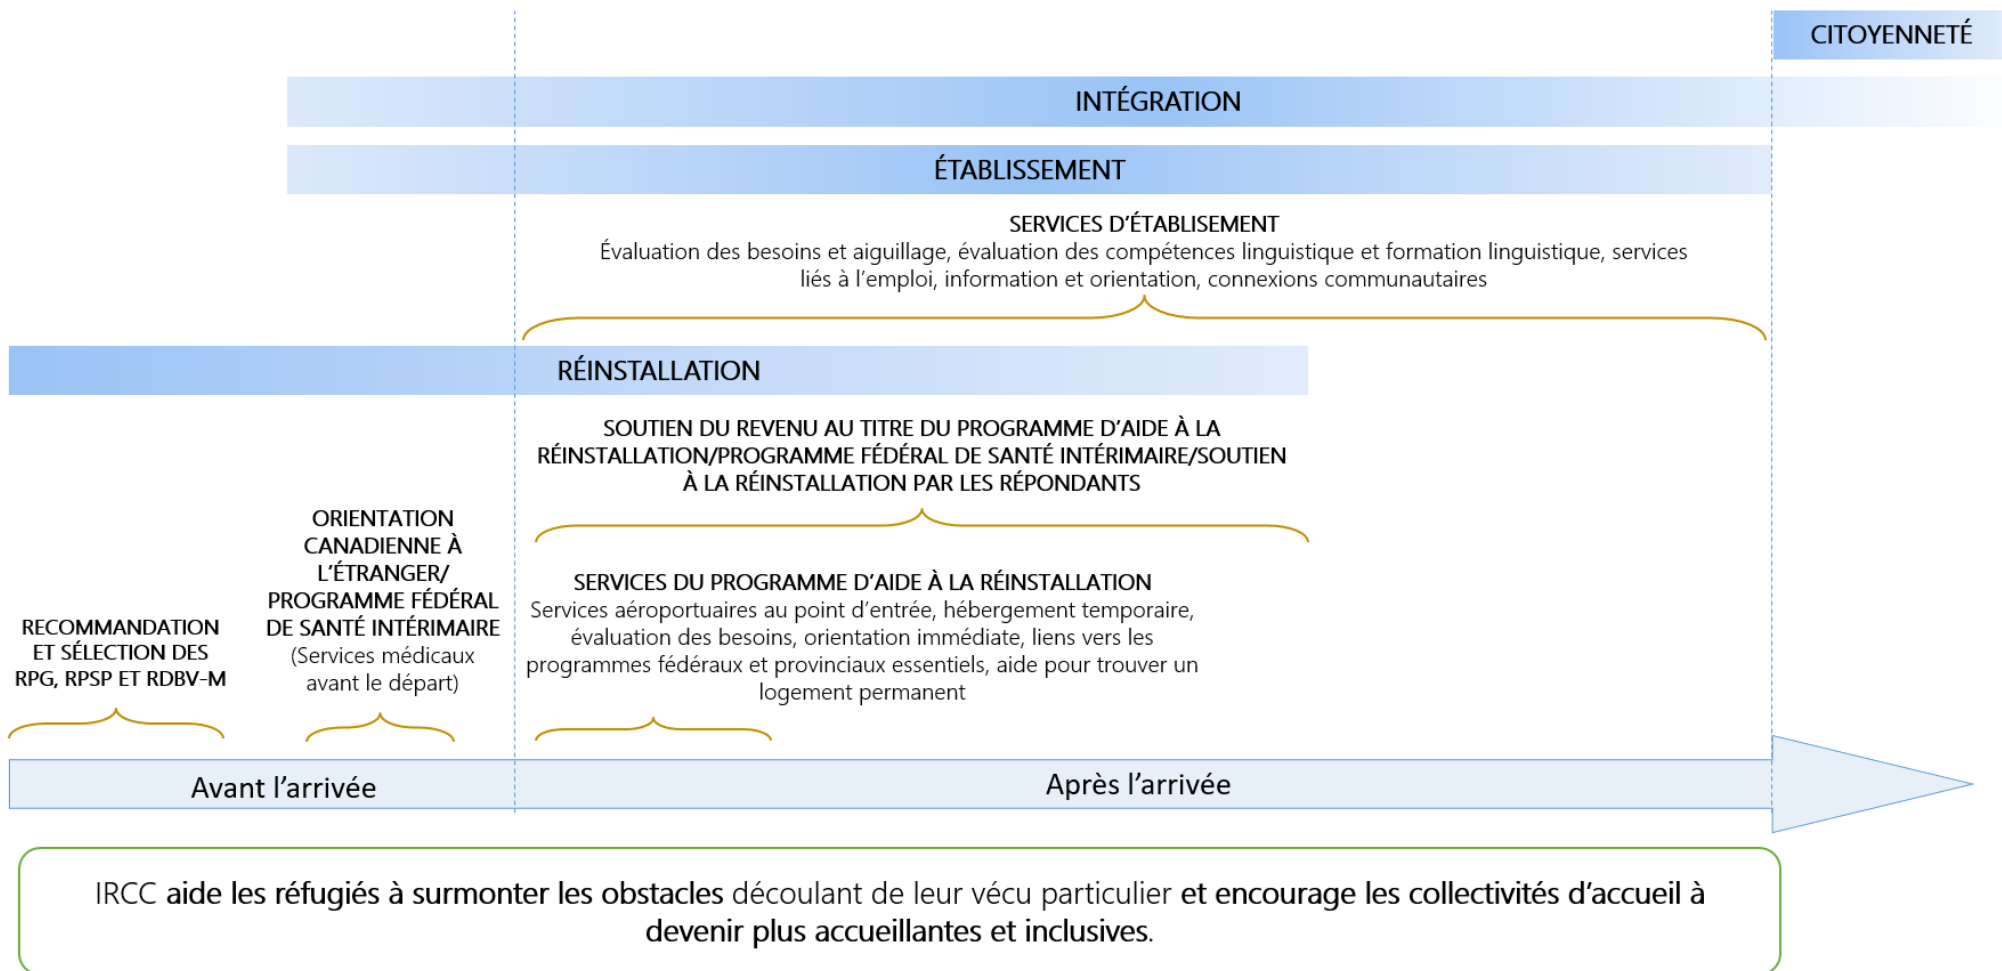 CITOYENNETÉ
INTÉGRATION
ÉTABLISSEMENT
SERVICES D’ÉTABLISEMENT
Évaluation des besoins et aiguillage, évaluation des compétences linguistique et formation linguistique, services
liés à l’emploi, information et orientation, connexions communautaires
RÉINSTALLATION
SOUTIEN DU REVENU AU TITRE DU PROGRAMME D’AIDE À LA
RÉINSTALLATION/PROGRAMME FÉDÉRAL DE SANTÉ INTÉRIMAIRE/SOUTIEN
À LA RÉINSTALLATION PAR LES RÉPONDANTS
RECOMMANDATION
ET SÉLECTION DES
RPG, RPSP ET RDBV-M
ORIENTATION
CANADIENNE À
L’ÉTRANGER/
PROGRAMME FÉDÉRAL
DE SANTÉ INTÉRIMAIRE
(Services médicaux
avant le départ)
SERVICES DU PROGRAMME D’AIDE À LA RÉINSTALLATION
Services aéroportuaires au point d’entrée, hébergement temporaire,
évaluation des besoins, orientation immédiate, liens vers les
programmes fédéraux et provinciaux essentiels, aide pour trouver un
logement permanent
Avant l’arrivée
Après l’arrivée
IRCC aide les réfugiés à surmonter les obstacles découlant de leur vécu particulier et encourage les collectivités d’accueil à
devenir plus accueillantes et inclusives.